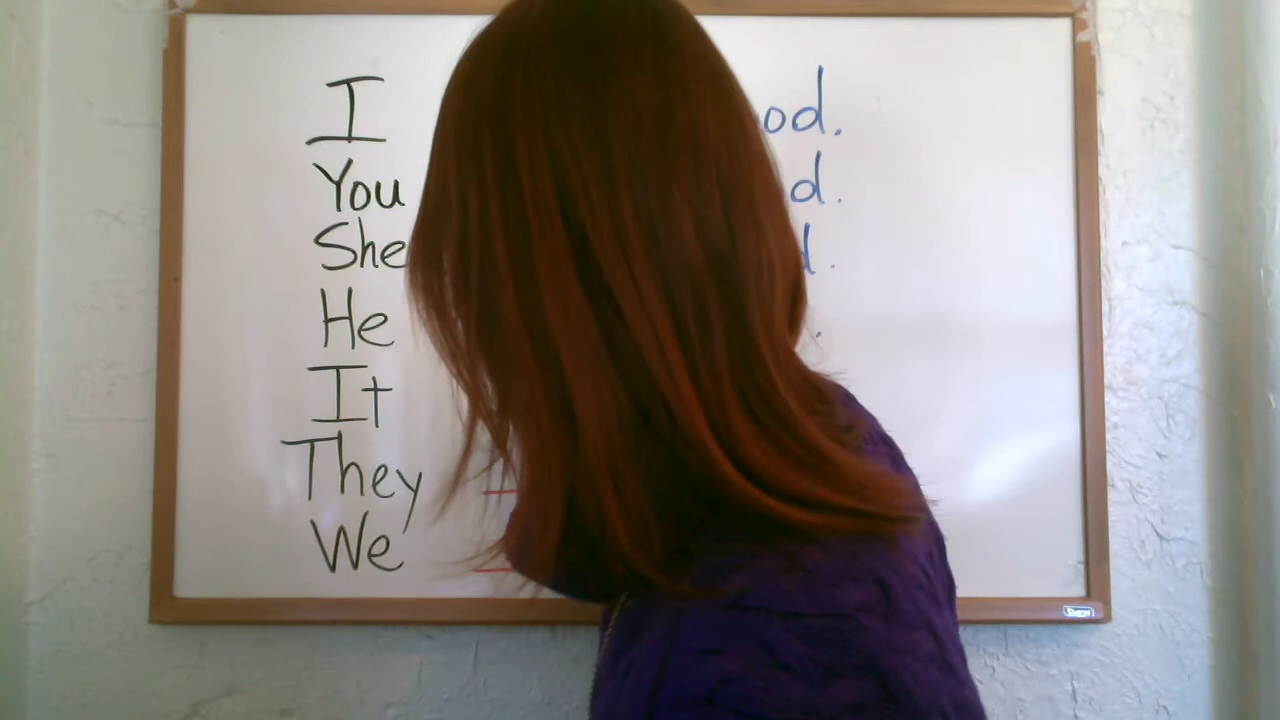 I od.
You d.
She d.
He .
It
They
We